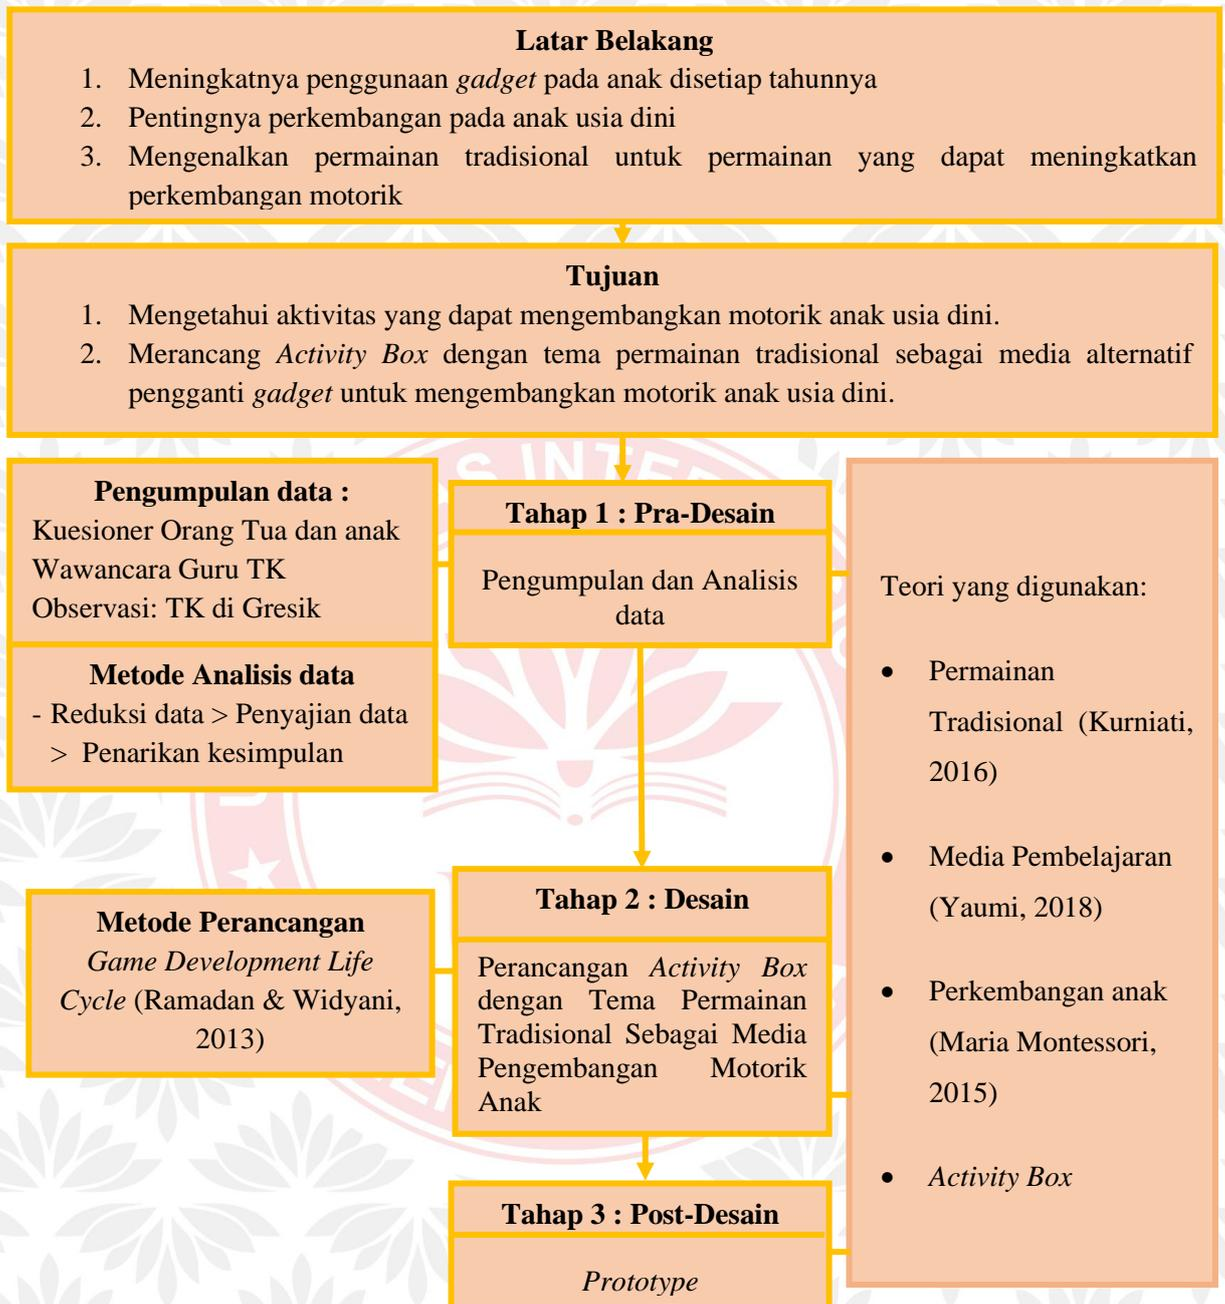 Latar Belakang
1. Meningkatnya penggunaan gadget pada anak disetiap tahunnya
2. Pentingnya perkembangan pada anak usia dini
3. Mengenalkan permainan tradisional untuk permainan yang dapat meningkatkan
perkembangan motorik
Tujuan
1. Mengetahui aktivitas yang dapat mengembangkan motorik anak usia dini.
2. Merancang Activity Box dengan tema permainan tradisional sebagai media alternatif
pengganti gadget untuk mengembangkan motorik anak usia dini.
Pengumpulan data :
Kuesioner Orang Tua dan anak
Wawancara Guru TK
Observasi: TK di Gresik
Metode Analisis data
- Reduksi data > Penyajian data
> Penarikan kesimpulan
Tahap 1 : Pra-Desain
Pengumpulan dan Analisis
data
Metode Perancangan
Game Development Life
Cycle (Ramadan & Widyani,
2013)
Tahap 2 : Desain
Perancangan Activity Box
dengan Tema Permainan
Tradisional Sebagai Media
Pengembangan Motorik
Anak
Tahap 3 : Post-Desain
Prototype
Teori yang digunakan:
• Permainan
Tradisional (Kurniati,
2016)
• Media Pembelajaran
(Yaumi, 2018)
• Perkembangan anak
(Maria Montessori,
2015)
• Activity Box